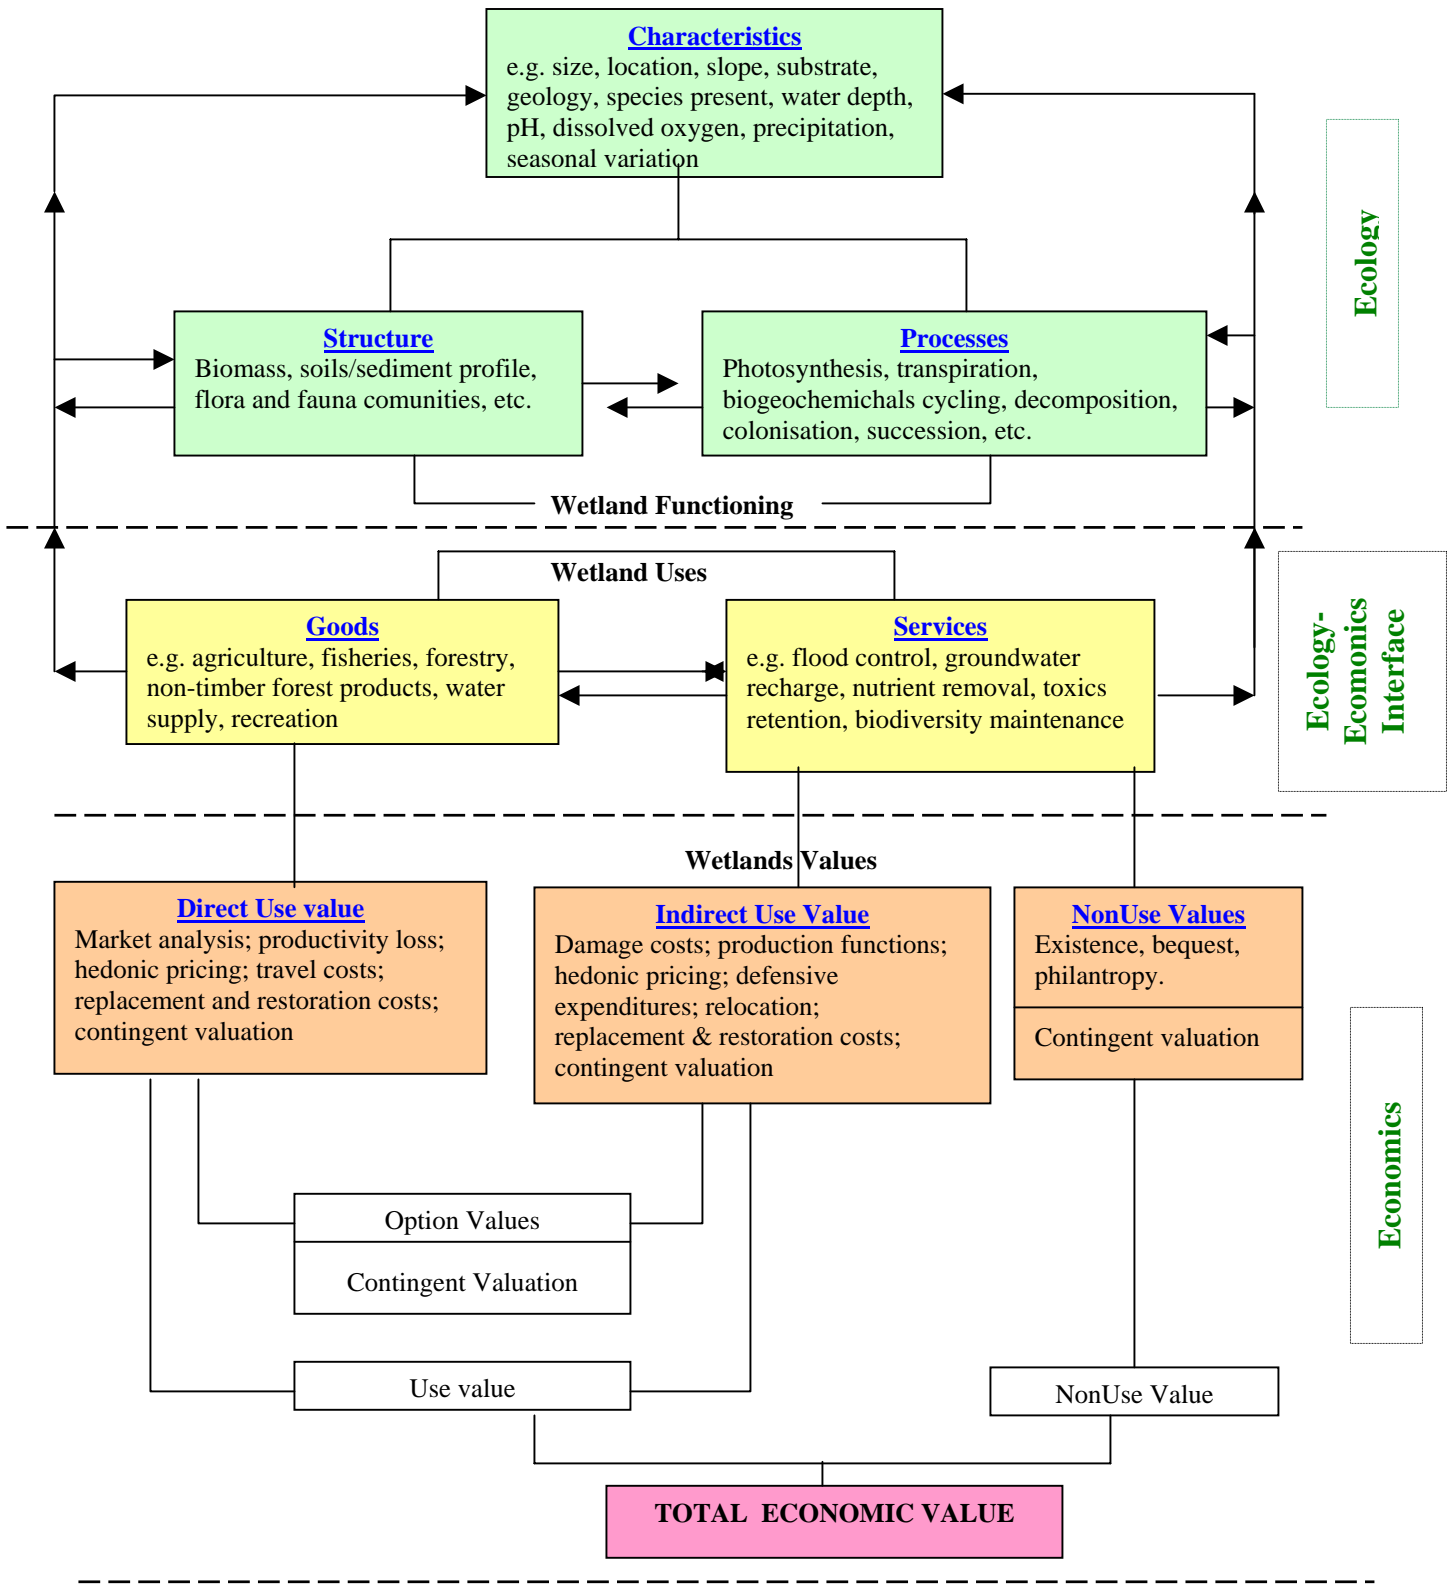 Characteristics
e.g. size, location, slope, substrate,
geology, species present, water depth,
pH, dissolved oxygen, precipitation,
seasonal variation
Ecology
Structure
Biomass, soils/sediment profile,
flora and fauna comunities, etc.
Processes
Photosynthesis, transpiration,
biogeochemichals cycling, decomposition,
colonisation, succession, etc.
Wetland Functioning
Wetland Uses
Goods
e.g. agriculture, fisheries, forestry,
non-timber forest products, water
supply, recreation
Services
e.g. flood control, groundwater
recharge, nutrient removal, toxics
retention, biodiversity maintenance
Ecology-
Ecomonics
Interface
Wetlands Values
Direct Use value
Market analysis; productivity loss;
hedonic pricing; travel costs;
replacement and restoration costs;
contingent valuation
Indirect Use Value
Damage costs; production functions;
hedonic pricing; defensive
expenditures; relocation;
replacement & restoration costs;
contingent valuation
NonUse Values
Existence, bequest,
philantropy.
Contingent valuation
Economics
Option Values
Contingent Valuation
Use value
NonUse Value
TOTAL ECONOMIC VALUE